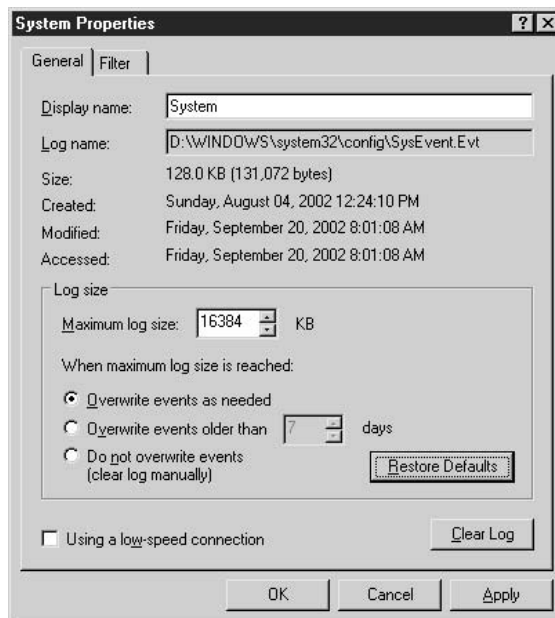 System Properties
General Filter
Display name: System
Log name: D:\WINDOWS\system32\config\SysEvent.Evt
Size: 128.0 KB (131,072 bytes)
Created: Sunday, August 04, 2002 12:24:10 PM
Modified: Friday, September 20, 2002 8:01:08 AM
Accessed: Friday, September 20, 2002 8:01:08 AM
Log size
Maximum log size: 16384 KB
When maximum log size is reached:
Overwrite events as needed
Overwrite events older than 7 days
Do not overwrite events
(clear log manually)
Restore Defaults
Using a low-speed connection
Clear Log
OK Cancel Apply